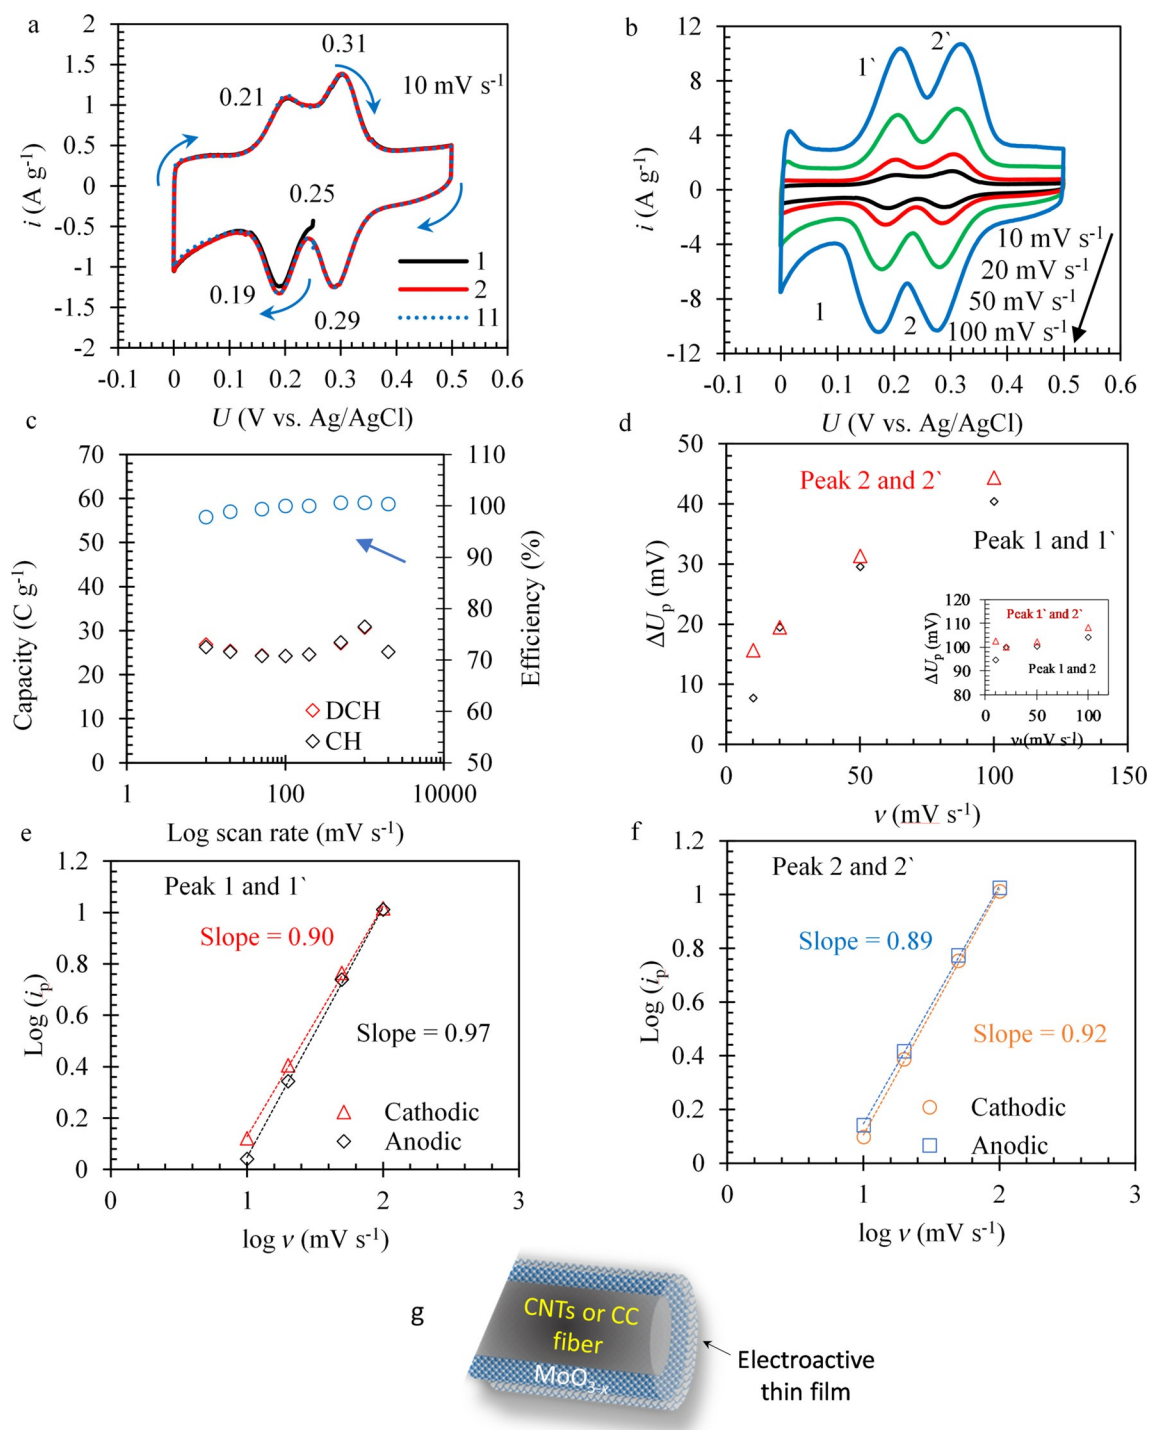 a
2
1.5
1
0.5
0
-0.5
-1
-1.5
-2
i (A g-1)
0.31
0.21
10 mV s-1
0.25
0.19
0.29
1
2
11
-0.1 0 0.1 0.2 0.3 0.4 0.5 0.6
U (V vs. Ag/AgCl)
b
12
8
4
0
-4
-8
-12
i (A g-1)
1`
2`
1
2
10 mV s-1
20 mV s-1
50 mV s-1
100 mV s-1
-0.1 0 0.1 0.2 0.3 0.4 0.5 0.6
U (V vs. Ag/AgCl)
c
70
60
50
40
30
20
10
0
Capacity (C g-1)
110
100
90
80
70
60
50
Efficiency (%)
DCH
CH
1 100 10000
Log scan rate (mV s-1)
d
50
40
30
20
10
0
ΔUp (mV)
Peak 2 and 2`
Peak 1 and 1`
120
110
100
90
80
ΔUp (mV)
Peak 1` and 2`
Peak 1 and 2
0 50 100
ν (mV s-1)
0 50 100 150
ν (mV s-1)
e
1.2
1
0.8
0.6
0.4
0.2
0
Log (ip)
Peak 1 and 1`
Slope = 0.90
Slope = 0.97
Cathodic
Anodic
0 1 2 3
log ν (mV s-1)
f
1.2
1
0.8
0.6
0.4
0.2
0
Log (ip)
Peak 2 and 2`
Slope = 0.89
Slope = 0.92
Cathodic
Anodic
0 1 2 3
log ν (mV s-1)
g
CNTs or CC
fiber
MoO3-x
Electroactive
thin film